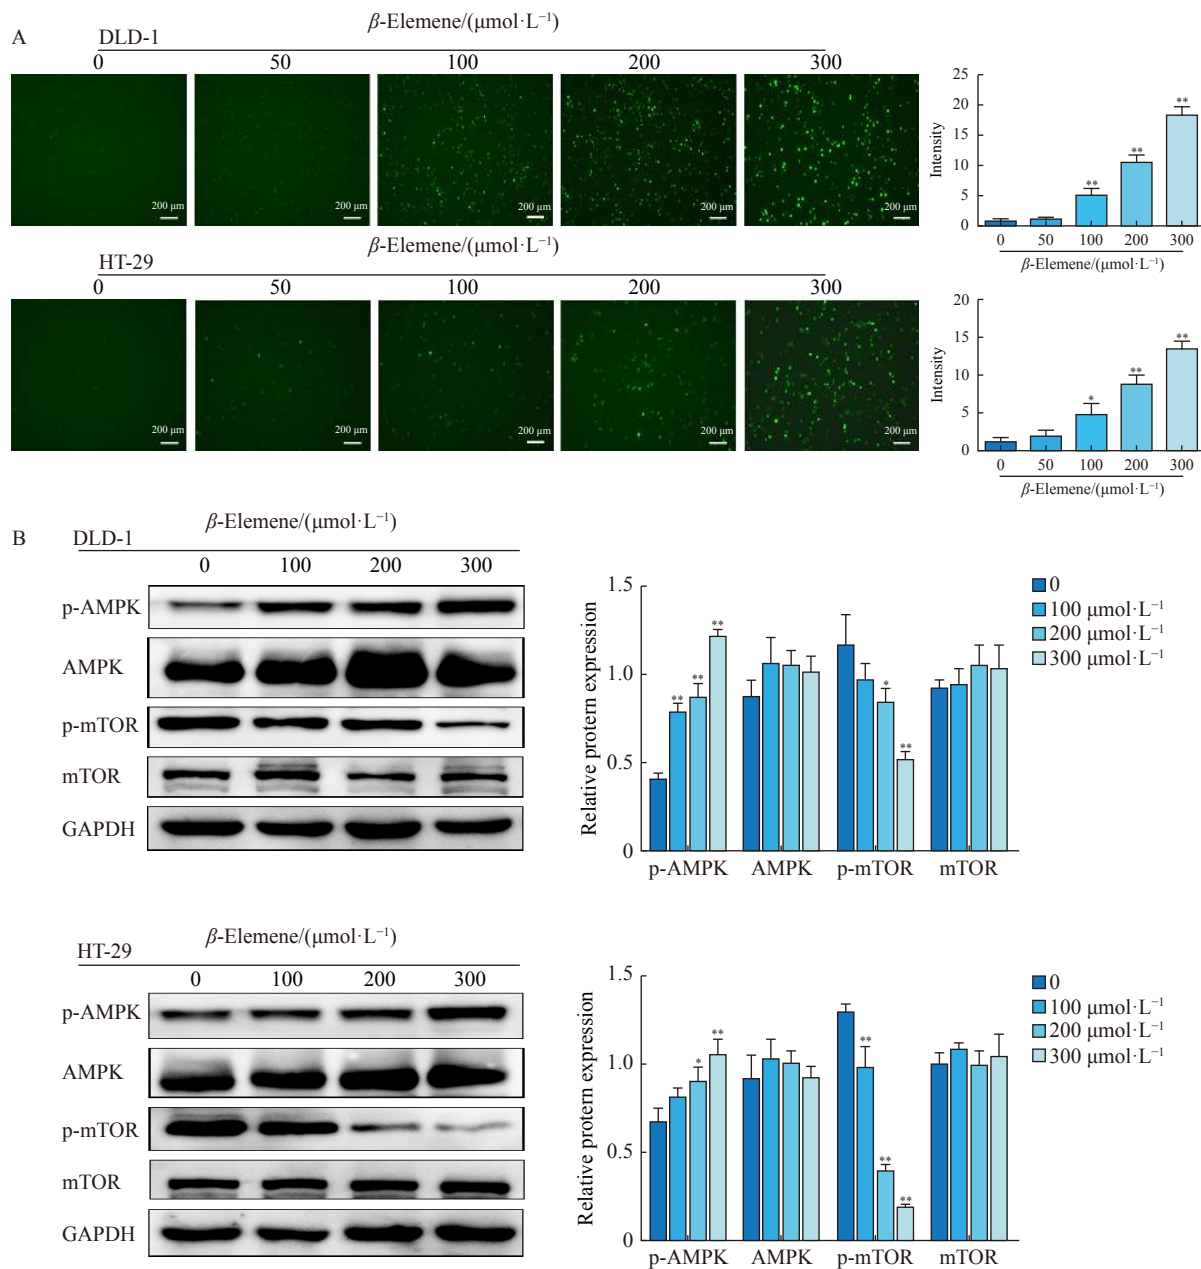 A
β-Elemene/(μmol·L⁻¹)
DLD-1
0 50 100 200 300
200 μm 200 μm 200 μm 200 μm 200 μm
25
20
15
10
5
0
Intensity
** ** **
0 50 100 200 300
β-Elemene/(μmol·L⁻¹)
β-Elemene/(μmol·L⁻¹)
HT-29
0 50 100 200 300
200 μm 200 μm 200 μm 200 μm 200 μm
20
15
10
5
0
Intensity
* ** **
0 50 100 200 300
β-Elemene/(μmol·L⁻¹)
B
β-Elemene/(μmol·L⁻¹)
DLD-1
0 100 200 300
p-AMPK
AMPK
p-mTOR
mTOR
GAPDH
1.5
1.0
0.5
0
Relative protern expression
** ** ** * **
p-AMPK AMPK p-mTOR mTOR
0
100 μmol·L⁻¹
200 μmol·L⁻¹
300 μmol·L⁻¹
β-Elemene/(μmol·L⁻¹)
HT-29
0 100 200 300
p-AMPK
AMPK
p-mTOR
mTOR
GAPDH
1.5
1.0
0.5
0
Relative protern expression
* ** ** ** **
p-AMPK AMPK p-mTOR mTOR
0
100 μmol·L⁻¹
200 μmol·L⁻¹
300 μmol·L⁻¹